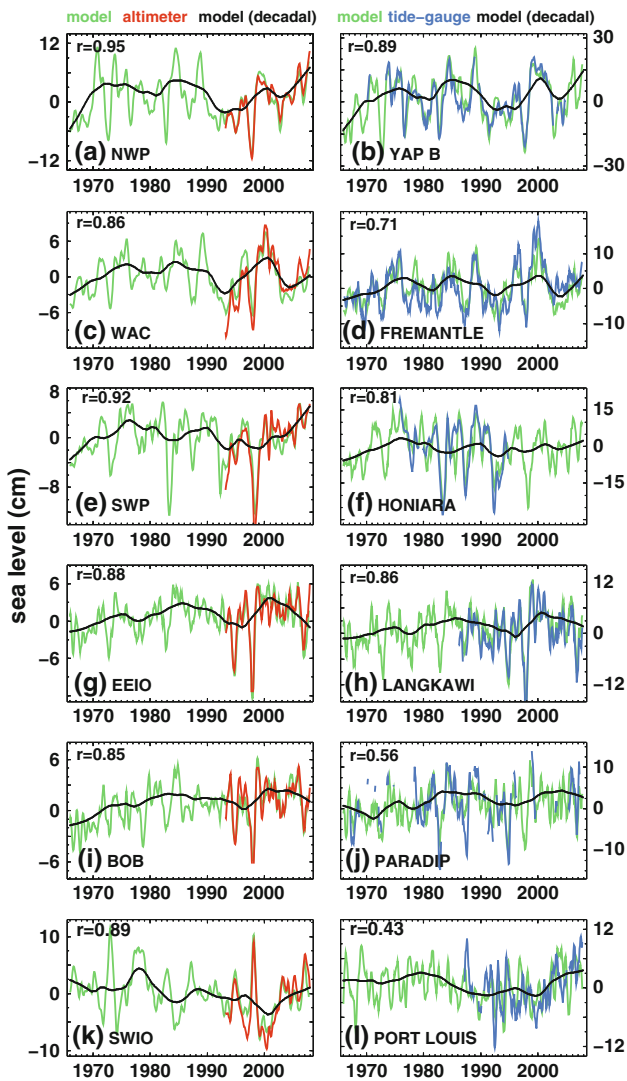 model altimeter model (decadal)
model tide-gauge model (decadal)
sea level (cm)
r=0.95
12
0
−12
(a) NWP
1970 1980 1990 2000
r=0.89
30
0
−30
(b) YAP B
1970 1980 1990 2000
r=0.86
6
0
−6
(c) WAC
1970 1980 1990 2000
r=0.71
10
0
−10
(d) FREMANTLE
1970 1980 1990 2000
r=0.92
8
0
−8
(e) SWP
1970 1980 1990 2000
r=0.81
15
0
−15
(f) HONIARA
1970 1980 1990 2000
r=0.88
6
0
−6
(g) EEIO
1970 1980 1990 2000
r=0.86
12
0
−12
(h) LANGKAWI
1970 1980 1990 2000
r=0.85
6
0
−6
(i) BOB
1970 1980 1990 2000
r=0.56
10
0
−10
(j) PARADIP
1970 1980 1990 2000
r=0.89
10
0
−10
(k) SWIO
1970 1980 1990 2000
r=0.43
12
0
−12
(l) PORT LOUIS
1970 1980 1990 2000